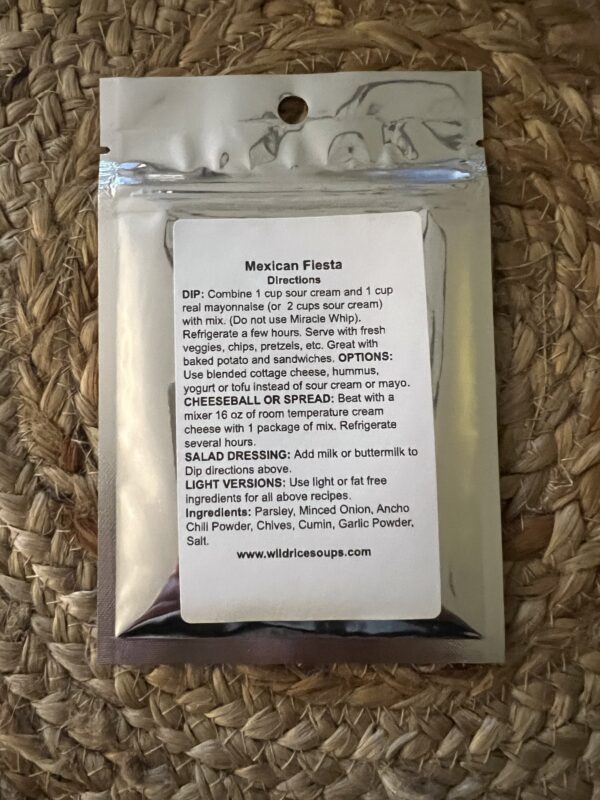 Mexican Fiesta
Directions
DIP: Combine 1 cup sour cream and 1 cup
real mayonnaise (or 2 cups sour cream)
with mix. (Do not use Miracle Whip).
Refrigerate a few hours. Serve with fresh
veggies, chips, pretzels, etc. Great with
baked potato and sandwiches. OPTIONS:
Use blended cottage cheese, hummus,
yogurt or tofu instead of sour cream or mayo.
CHEESEBALL OR SPREAD: Beat with a
mixer 16 oz of room temperature cream
cheese with 1 package of mix. Refrigerate
several hours.
SALAD DRESSING: Add milk or buttermilk to
Dip directions above.
LIGHT VERSIONS: Use light or fat free
ingredients for all above recipes.
Ingredients: Parsley, Minced Onion, Ancho
Chili Powder, Chives, Cumin, Garlic Powder,
Salt.
www.wildricesoups.com